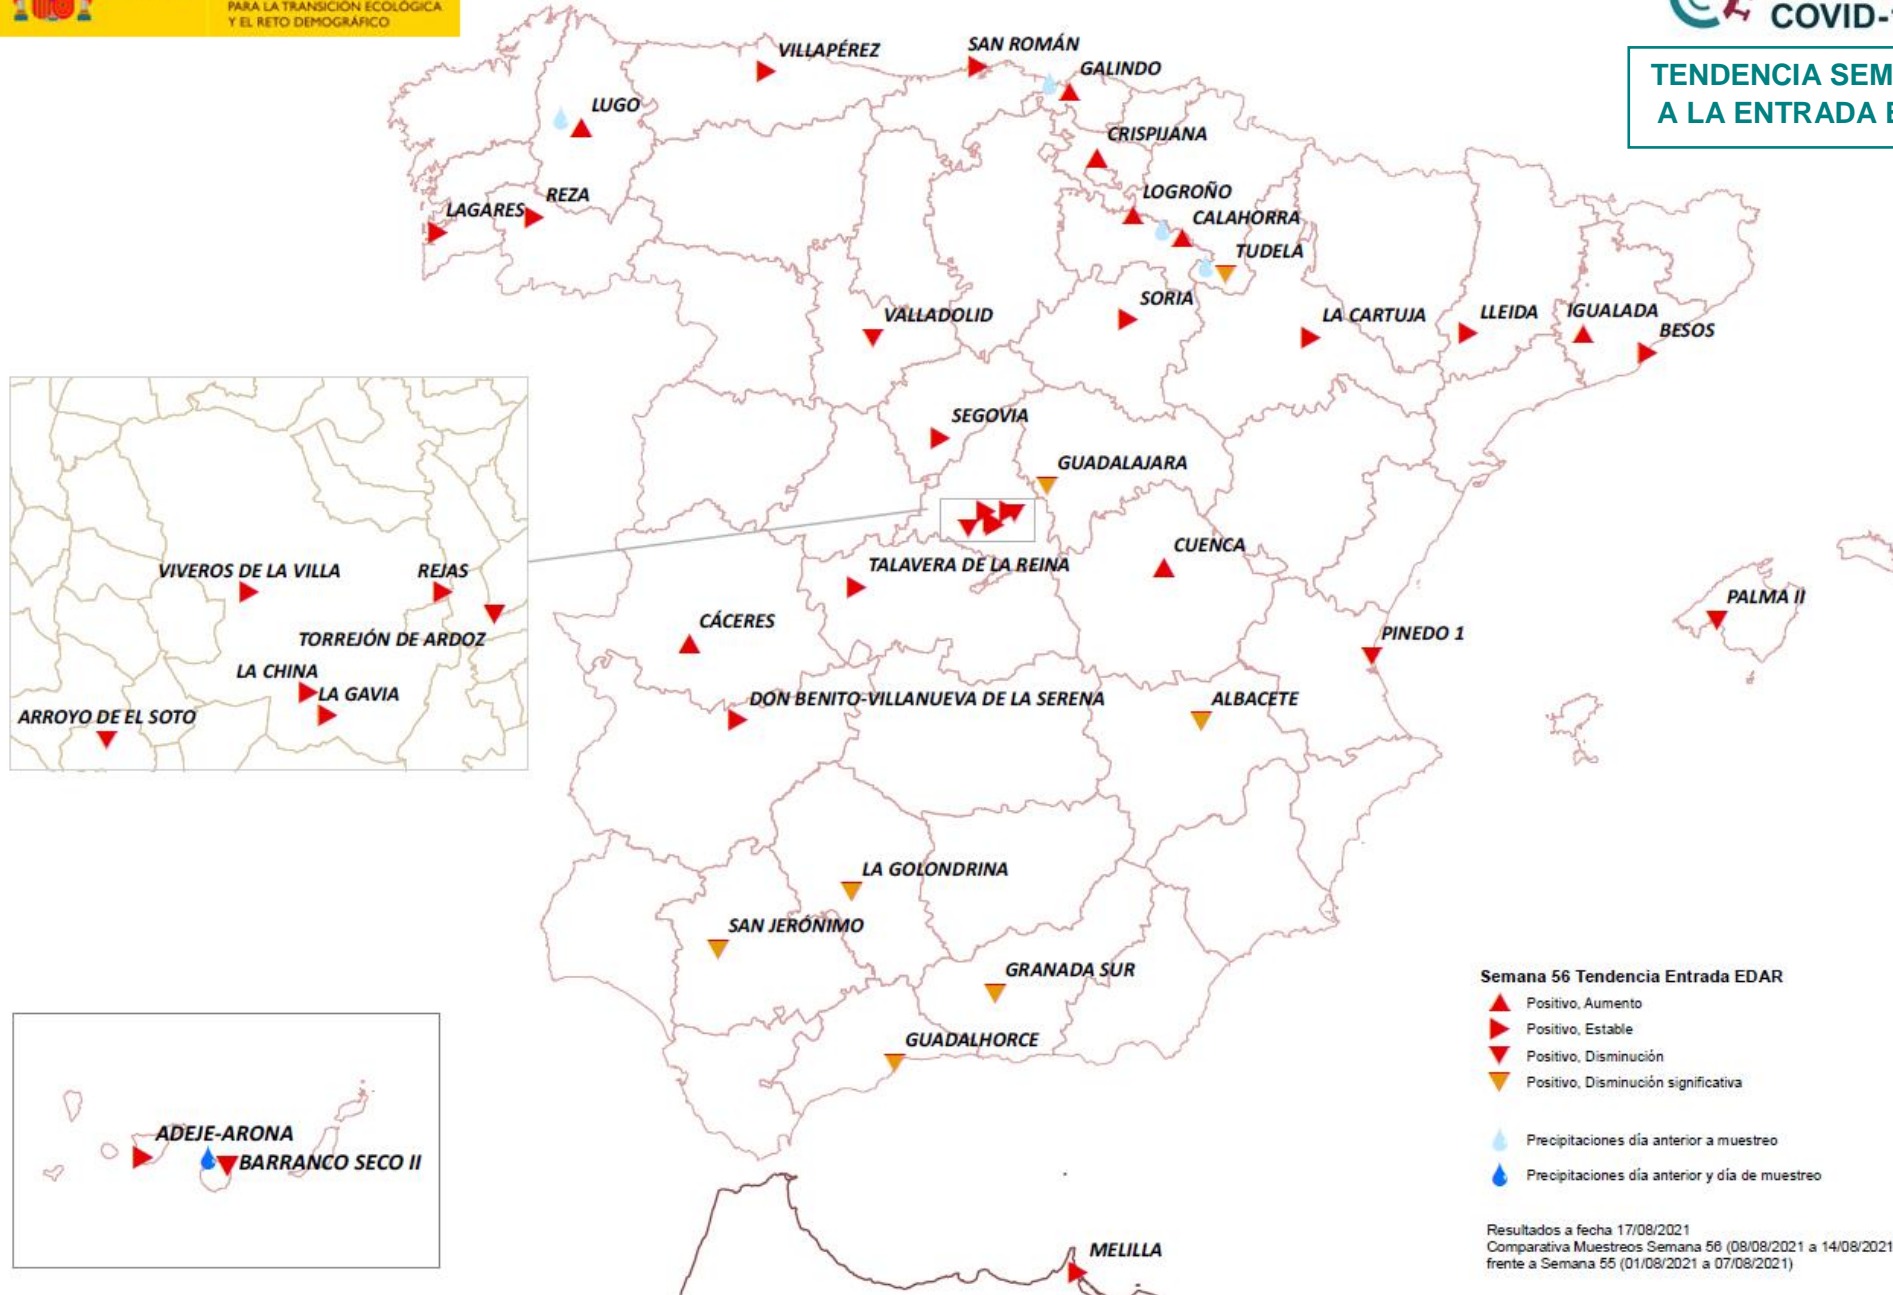 PARA LA TRANSICIÓN ECOLÓGICA
Y EL RETO DEMOGRÁFICO
COVID-
TENDENCIA SEM
A LA ENTRADA
VILLAPÉREZ
SAN ROMÁN
GALINDO
LUGO
CRISPIJANA
REZA
LAGARES
LOGROÑO
CALAHORRA
TUDELA
SORIA
VALLADOLID
LA CARTUJA
LLEIDA
IGUALADA
BESOS
SEGOVIA
GUADALAJARA
CUENCA
TALAVERA DE LA REINA
VIVEROS DE LA VILLA
REJAS
TORREJÓN DE ARDOZ
LA CHINA
LA GAVIA
ARROYO DE EL SOTO
CÁCERES
PALMA II
PINEDO 1
DON BENITO-VILLANUEVA DE LA SERENA
ALBACETE
LA GOLONDRINA
SAN JERÓNIMO
GRANADA SUR
GUADALHORCE
ADEJE-ARONA
BARRANCO SECO II
MELILLA
Semana 56 Tendencia Entrada EDAR
Positivo, Aumento
Positivo, Estable
Positivo, Disminución
Positivo, Disminución significativa
Precipitaciones día anterior a muestreo
Precipitaciones día anterior y día de muestreo
Resultados a fecha 17/08/2021
Comparativa Muestreos Semana 56 (08/08/2021 a 14/08/2021
frente a Semana 55 (01/08/2021 a 07/08/2021)